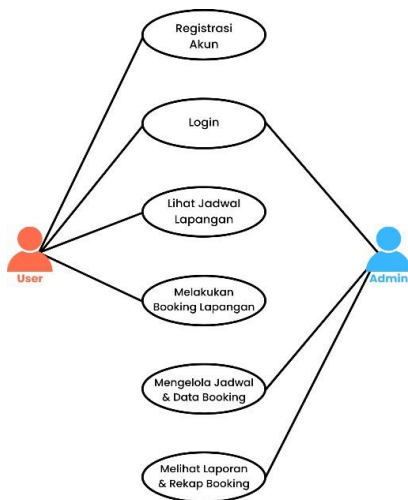 Registrasi
Akun
Login
Lihat Jadwal
Lapangan
User
Admin
Melakukan
Booking Lapangan
Mengelola Jadwal
& Data Booking
Melihat Laporan
& Rekap Booking